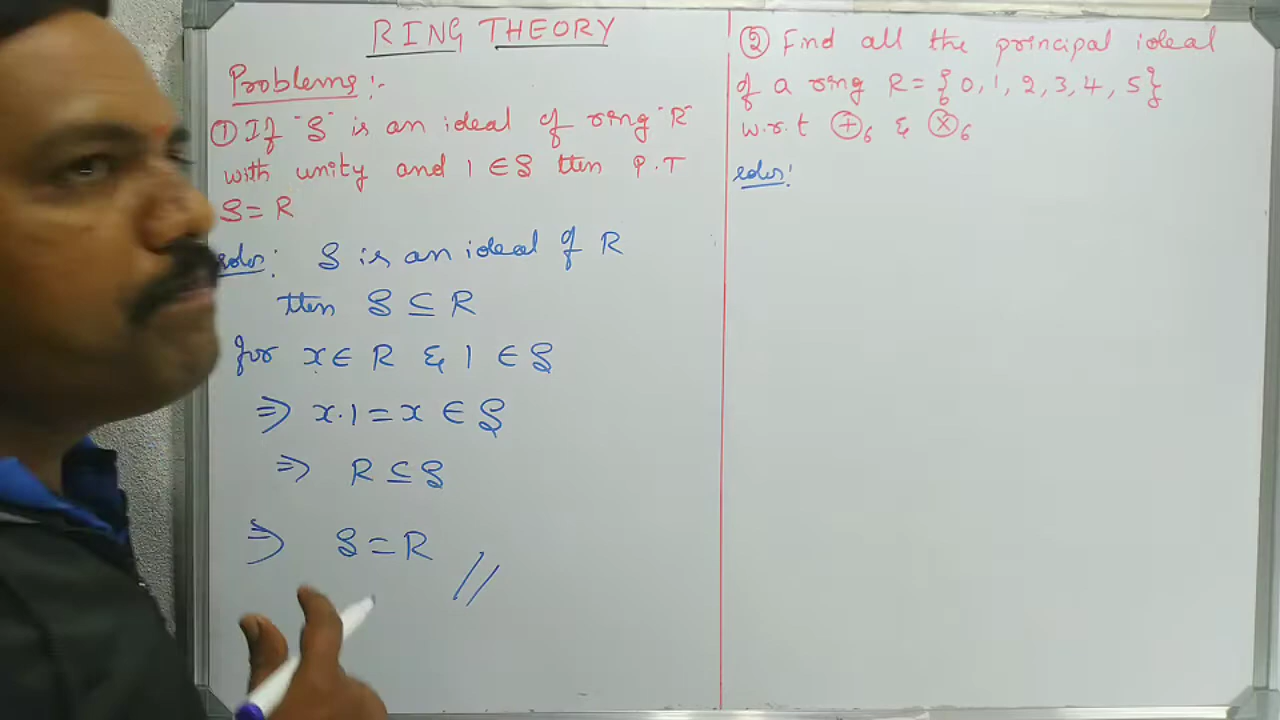 RING THEORY
Problems :-
① If "S" is an ideal of ring "R"
with unity and 1 ∈ S then P.T
S = R
soln: S is an ideal of R
then S ⊆ R
for x ∈ R & 1 ∈ S
⇒ x.1 = x ∈ S
⇒ R ⊆ S
⇒ S = R //
② Find all the principal ideal
of a ring R = {0, 1, 2, 3, 4, 5}
w.r.t ⊕₆ & ⊗₆
soln: